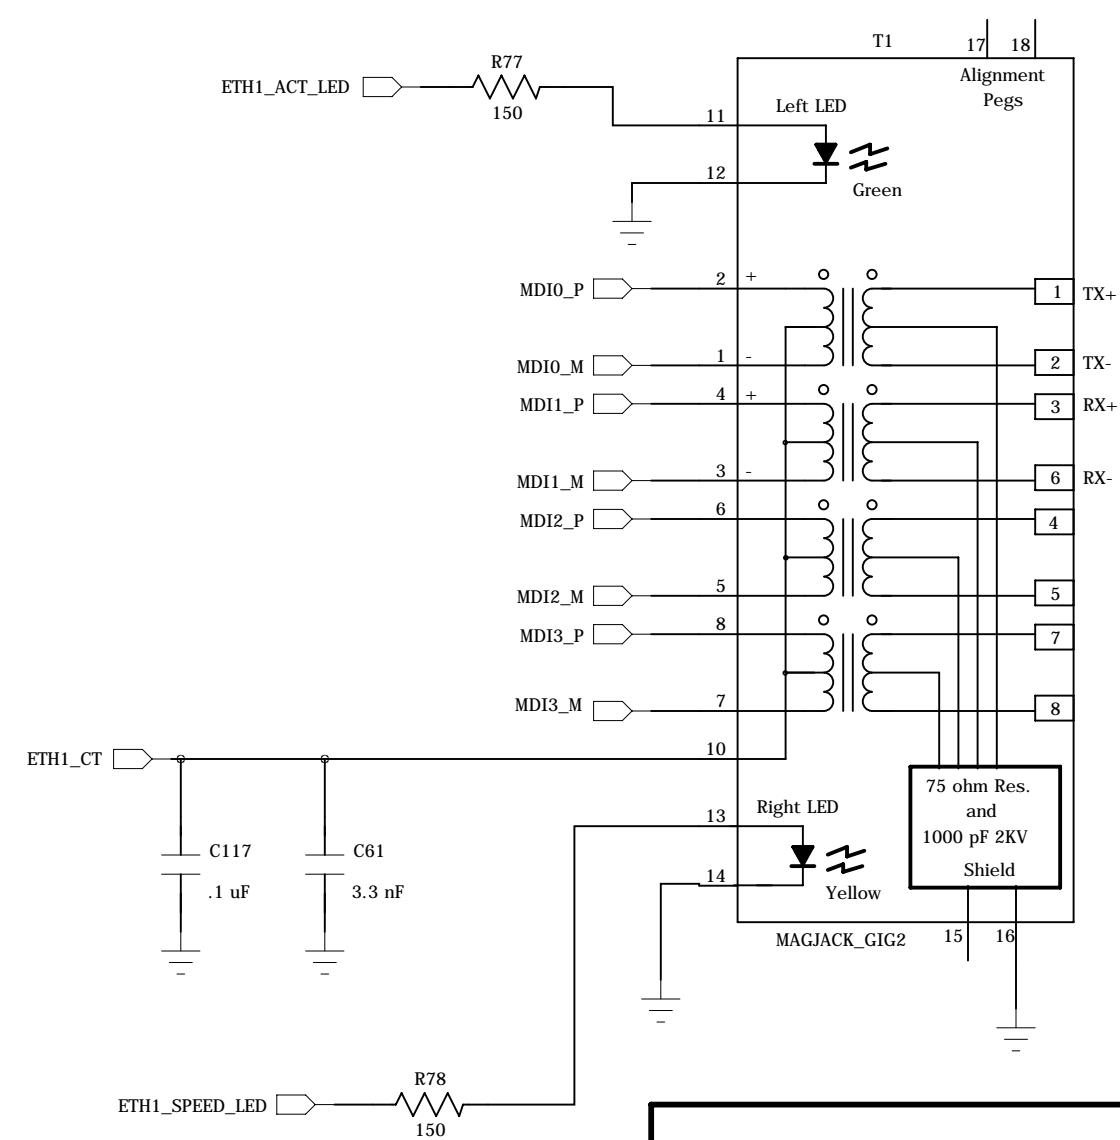 T1
17
18
R77
ETH1_ACT_LED
150
Alignment
Pegs
11
Left LED
12
Green
MDI0_P
2
+
1
TX+
MDI0_M
1
-
2
TX-
MDI1_P
4
+
3
RX+
MDI1_M
3
-
6
RX-
MDI2_P
6
4
MDI2_M
5
5
MDI3_P
8
7
MDI3_M
7
8
ETH1_CT
10
75 ohm Res.
and
1000 pF 2KV
Shield
13
Right LED
C117
.1 uF
C61
3.3 nF
14
Yellow
MAGJACK_GIG2
15
16
R78
ETH1_SPEED_LED
150